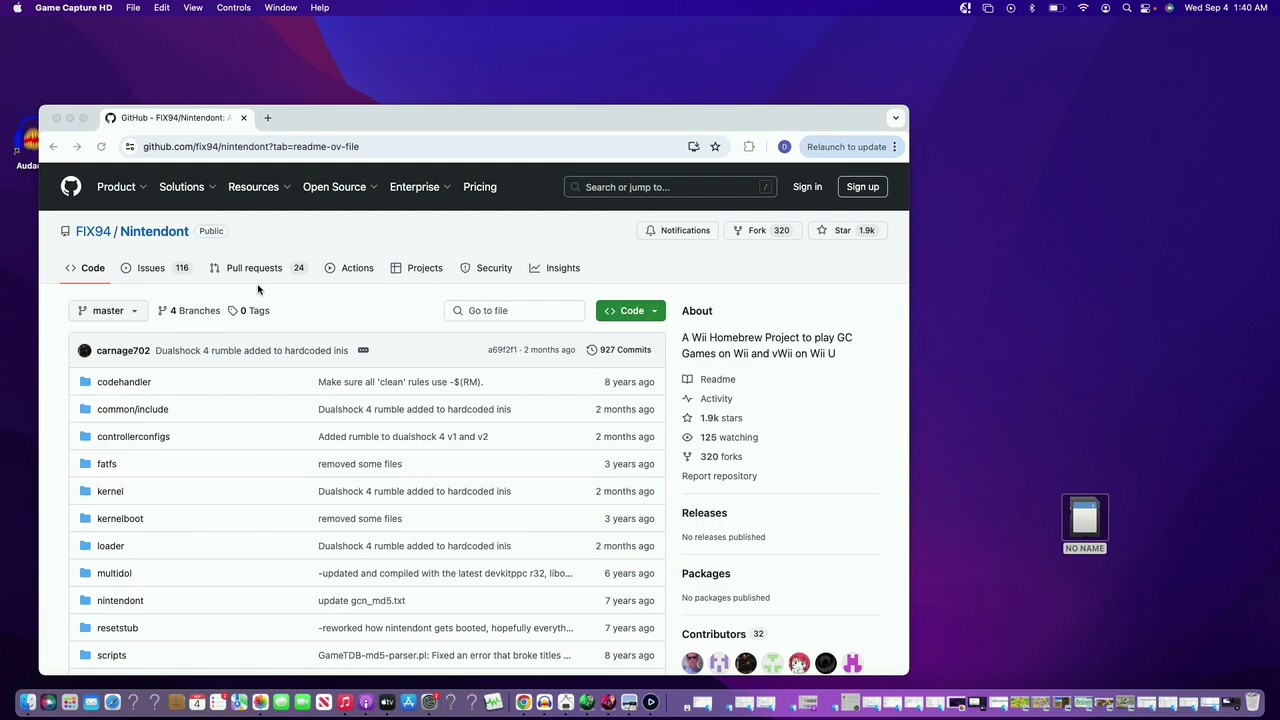 Game Capture HD File Edit View Controls Window Help Wed Sep 4 1:40 AM
GitHub - FIX94/Nintendont: A
github.com/fix94/nintendont?tab=readme-ov-file Relaunch to update
Audac
Product Solutions Resources Open Source Enterprise Pricing Search or jump to... / Sign in Sign up
FIX94 / Nintendont Public Notifications Fork 320 Star 1.9k
Code Issues 116 Pull requests 24 Actions Projects Security Insights
master 4 Branches 0 Tags Go to file Code
carnage702 Dualshock 4 rumble added to hardcoded inis a69f2f1 · 2 months ago 927 Commits
codehandler Make sure all 'clean' rules use -$(RM). 8 years ago
common/include Dualshock 4 rumble added to hardcoded inis 2 months ago
controllerconfigs Added rumble to dualshock 4 v1 and v2 2 months ago
fatfs removed some files 3 years ago
kernel Dualshock 4 rumble added to hardcoded inis 2 months ago
kernelboot removed some files 3 years ago
loader Dualshock 4 rumble added to hardcoded inis 2 months ago
multidol -updated and compiled with the latest devkitppc r32, libo... 6 years ago
nintendont update gcn_md5.txt 7 years ago
resetstub -reworked how nintendont gets booted, hopefully everyth... 7 years ago
scripts GameTDB-md5-parser.pl: Fixed an error that broke titles ... 8 years ago
About
A Wii Homebrew Project to play GC
Games on Wii and vWii on Wii U
Readme
Activity
1.9k stars
125 watching
320 forks
Report repository
Releases
No releases published
Packages
No packages published
Contributors 32
NO NAME